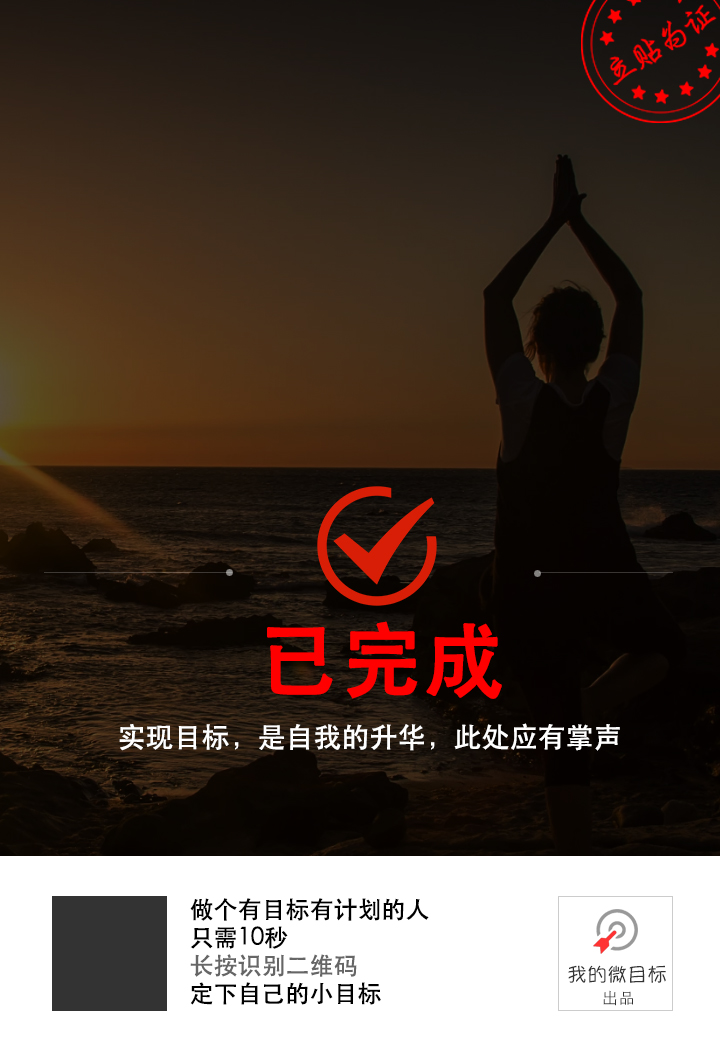 立贴为证
已完成
实现目标，是自我的升华，此处应有掌声
做个有目标有计划的人
只需10秒
长按识别二维码
定下自己的小目标
我的微目标
出品